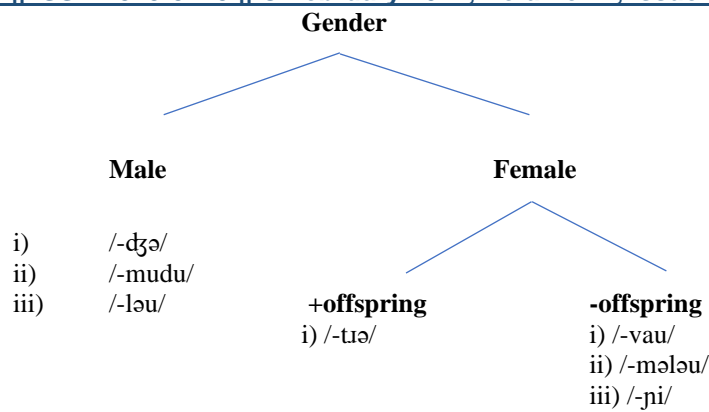 Gender
Male Female
i) /-ʤə/
ii) /-mudu/
iii) /-ləu/ +offspring -offspring
i) /-tɹə/ i) /-vau/
ii) /-mələu/
iii) /-ɲi/